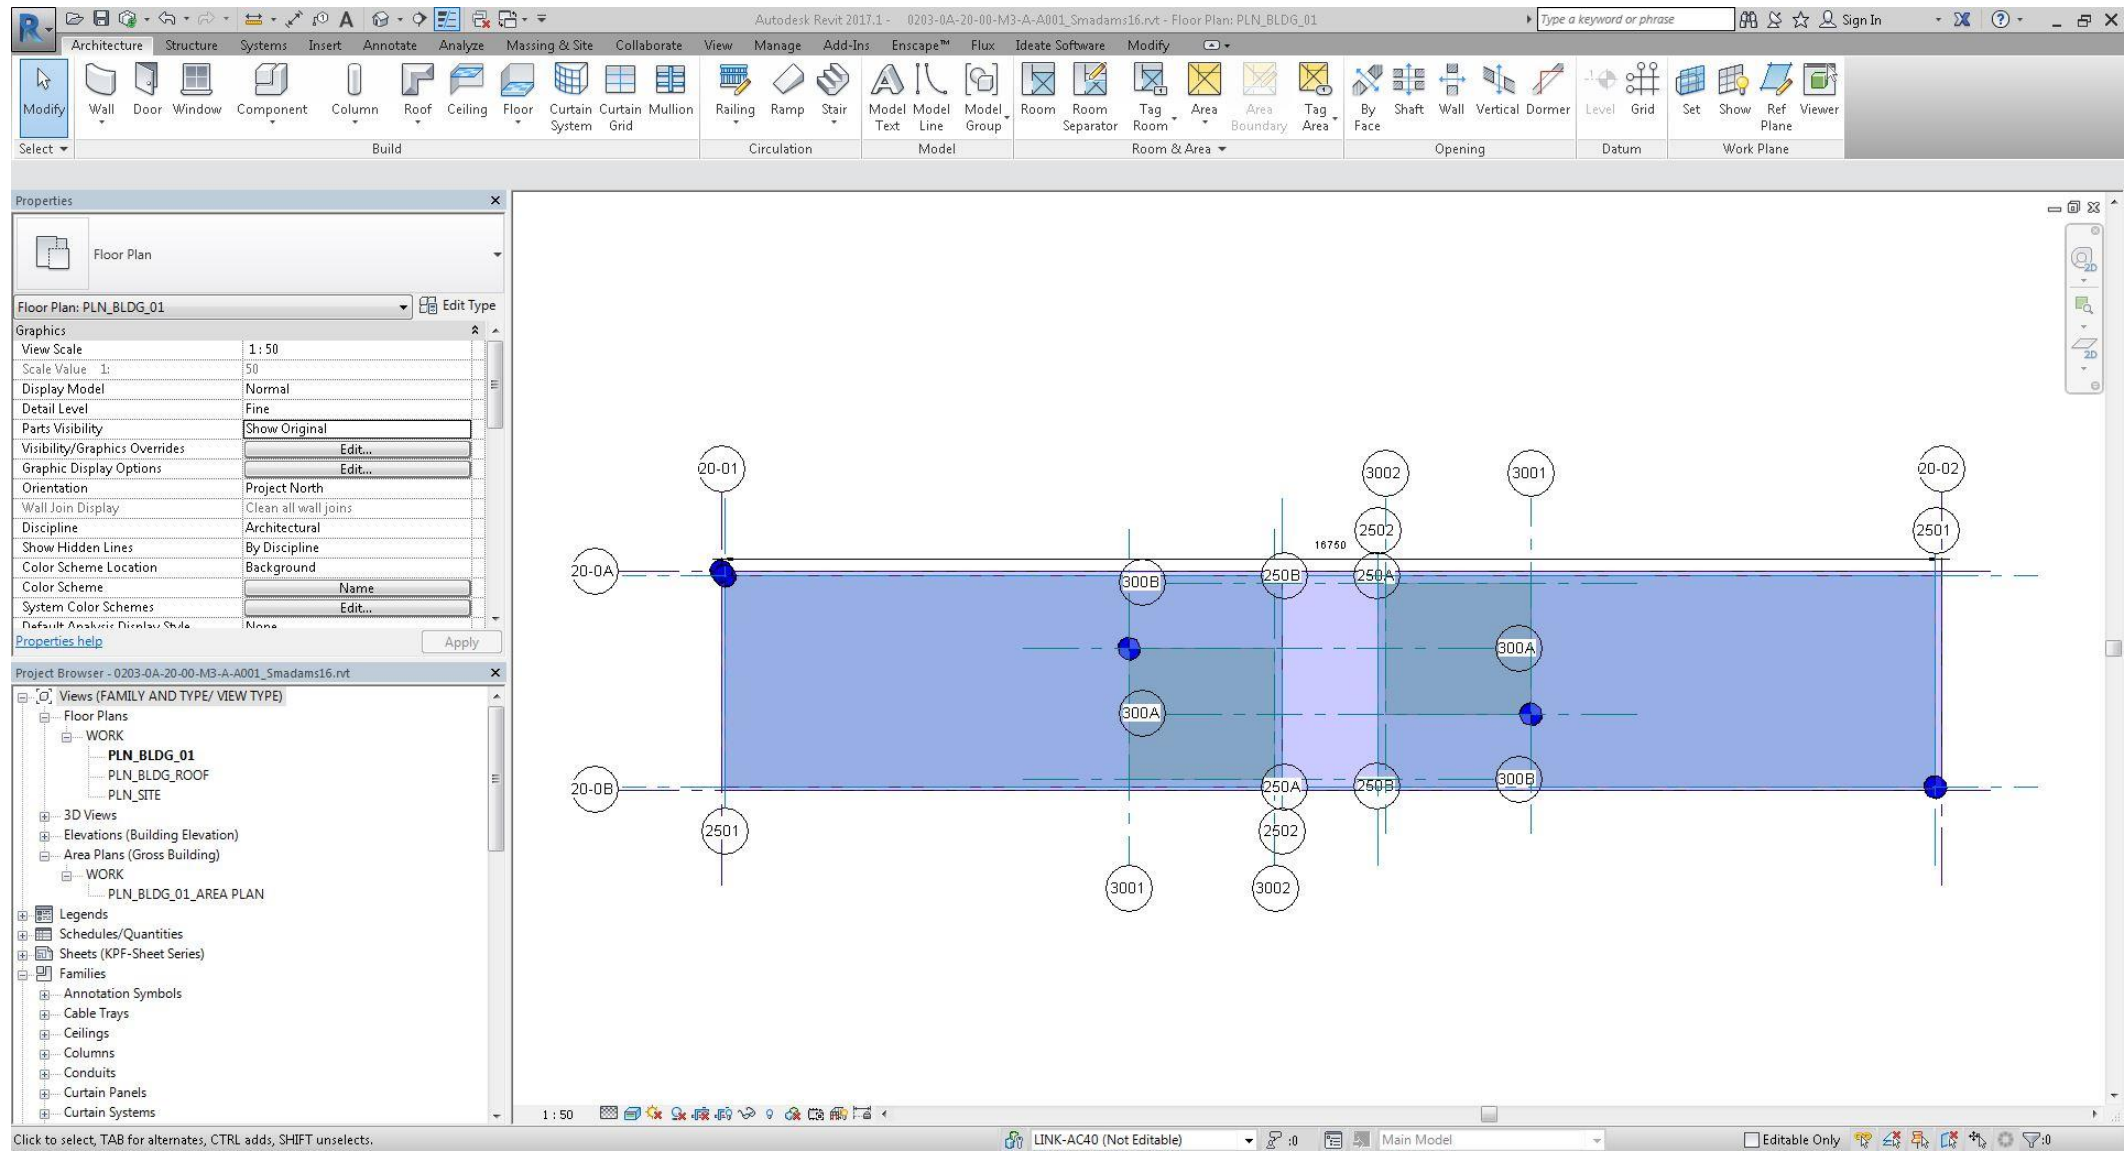 Autodesk Revit 2017.1 - 0203-0A-20-00-M3-A-A001_Smadams16.rvt - Floor Plan: PLN_BLDG_01
Type a keyword or phrase
Sign In
Architecture Structure Systems Insert Annotate Analyze Massing & Site Collaborate View Manage Add-Ins Enscape™ Flux Ideate Software Modify
Modify Wall Door Window Component Column Roof Ceiling Floor Curtain System Curtain Grid Mullion Railing Ramp Stair Model Text Model Line Model Group Room Room Separator Tag Room Area Area Boundary Tag Area By Face Shaft Wall Vertical Dormer Level Grid Set Show Ref Plane Viewer
Select Build Circulation Model Room & Area Opening Datum Work Plane
Properties
Floor Plan
Floor Plan: PLN_BLDG_01 Edit Type
Graphics
View Scale 1 : 50
Scale Value 1: 50
Display Model Normal
Detail Level Fine
Parts Visibility Show Original
Visibility/Graphics Overrides Edit...
Graphic Display Options Edit...
Orientation Project North
Wall Join Display Clean all wall joins
Discipline Architectural
Show Hidden Lines By Discipline
Color Scheme Location Background
Color Scheme Name
System Color Schemes Edit...
Default Analysis Display Style None
Properties help Apply
Project Browser - 0203-0A-20-00-M3-A-A001_Smadams16.rvt
Views (FAMILY AND TYPE/ VIEW TYPE)
Floor Plans
WORK
PLN_BLDG_01
PLN_BLDG_ROOF
PLN_SITE
3D Views
Elevations (Building Elevation)
Area Plans (Gross Building)
WORK
PLN_BLDG_01_AREA PLAN
Legends
Schedules/Quantities
Sheets (KPF-Sheet Series)
Families
Annotation Symbols
Cable Trays
Ceilings
Columns
Conduits
Curtain Panels
Curtain Systems
2D
2D
20-01 3002 3001 20-02
2502 2501
16750
20-0A 300B 250B 250A
300A
300A
20-0B 250A 250B 300B
2501 2502
3001 3002
1 : 50
Click to select, TAB for alternates, CTRL adds, SHIFT unselects.
LINK-AC40 (Not Editable)
:0
Main Model
Editable Only
:0